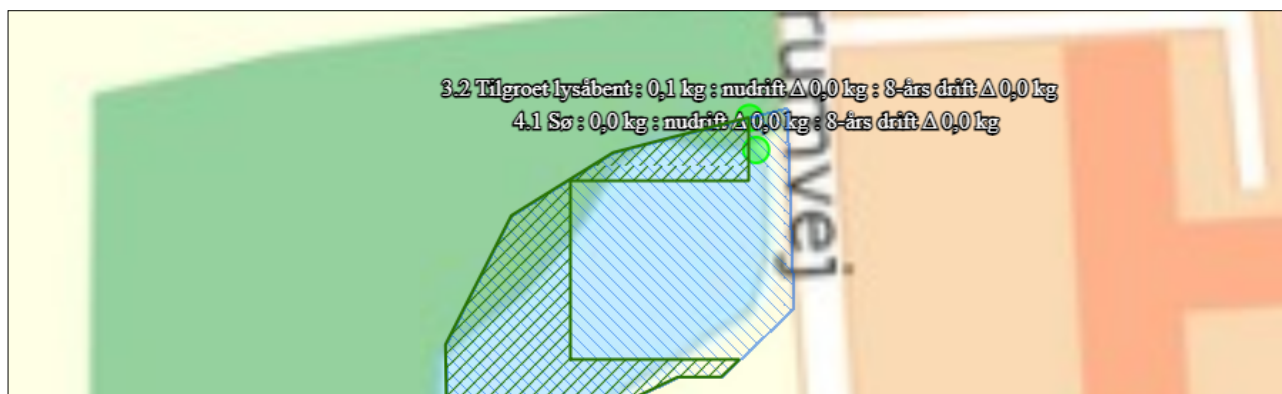 3.2 Tilgroet lysåbent : 0,1 kg : nudrift Δ 0,0 kg : 8-års drift Δ 0,0 kg
4.1 Sø : 0,0 kg : nudrift Δ 0,0 kg : 8-års drift Δ 0,0 kg
rumvej